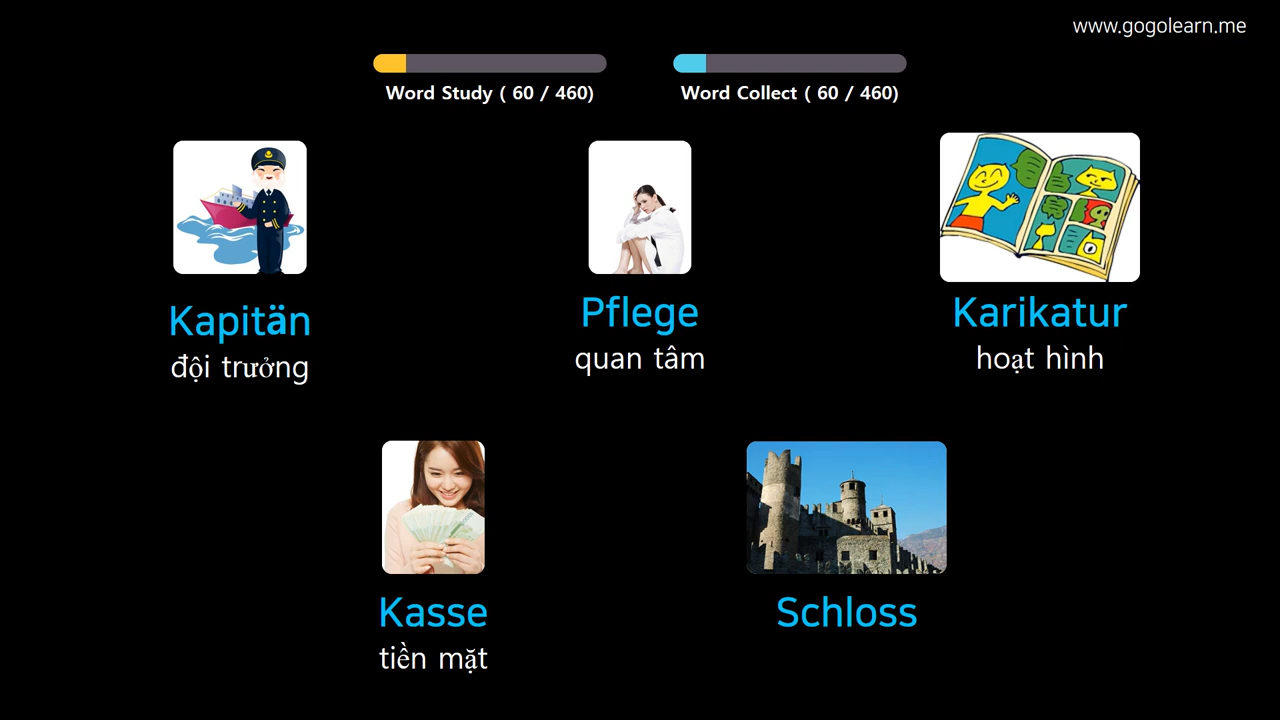 www.gogolearn.me
Word Study ( 60 / 460)
Word Collect ( 60 / 460)
Kapitän
đội trưởng
Pflege
quan tâm
Karikatur
hoạt hình
Kasse
tiền mặt
Schloss